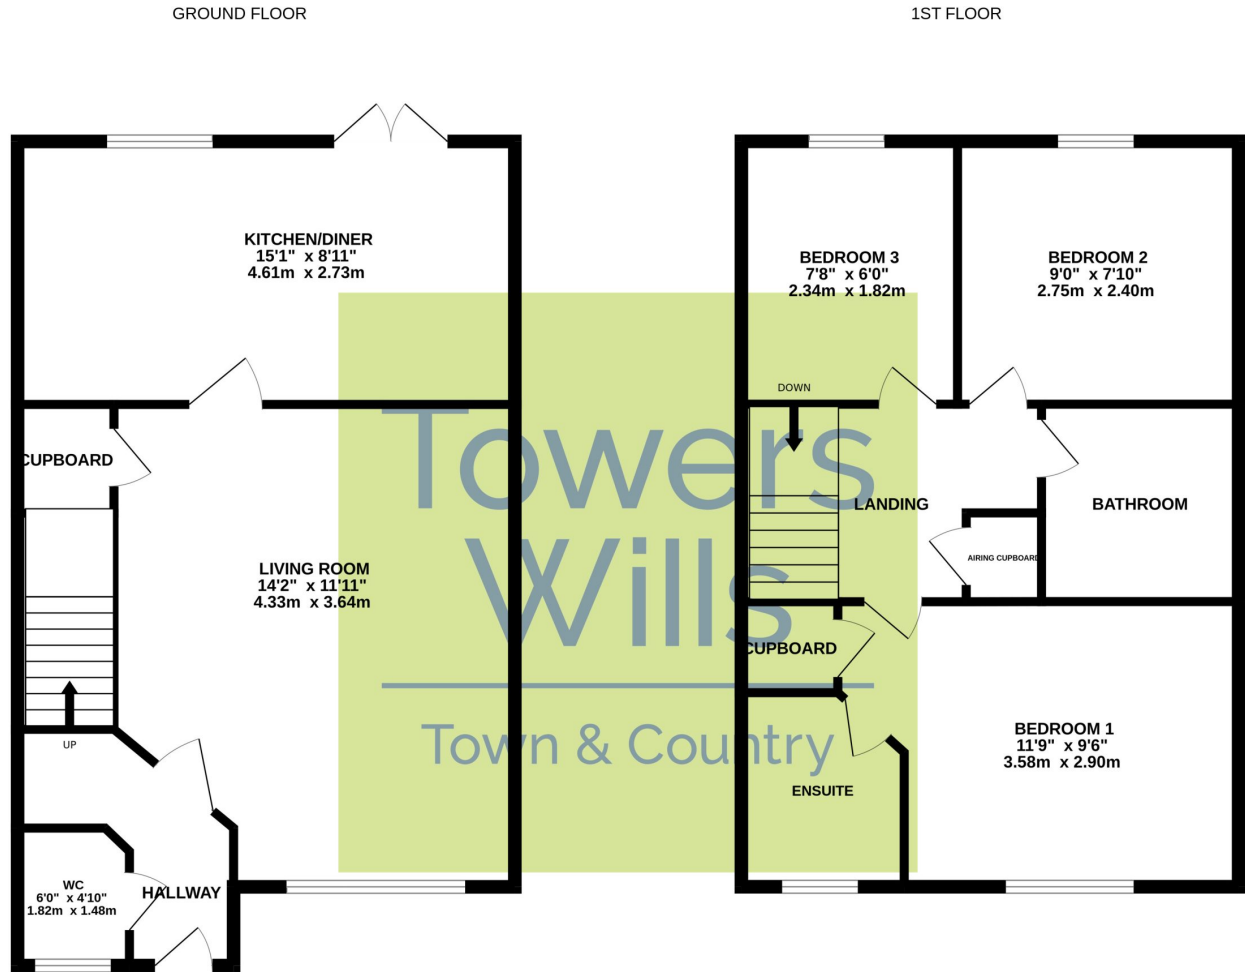 GROUND FLOOR
1ST FLOOR
KITCHEN/DINER
15'1" x 8'11"
4.61m x 2.73m
BEDROOM 3
7'8" x 6'0"
2.34m x 1.82m
BEDROOM 2
9'0" x 7'10"
2.75m x 2.40m
DOWN
CUPBOARD
Towers
Wills
Town & Country
LANDING
BATHROOM
AIRING CUPBOARD
LIVING ROOM
14'2" x 11'11"
4.33m x 3.64m
CUPBOARD
UP
BEDROOM 1
11'9" x 9'6"
3.58m x 2.90m
ENSUITE
WC
6'0" x 4'10"
1.82m x 1.48m
HALLWAY